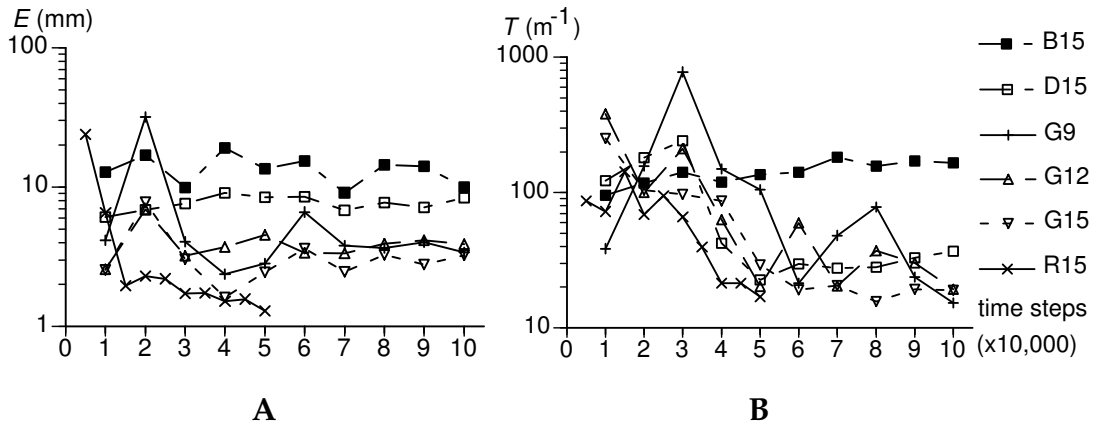 E (mm)
100
10
1
0 1 2 3 4 5 6 7 8 9 10
A
T (m-1)
1000
100
10
0 1 2 3 4 5 6 7 8 9 10
B
B15
D15
G9
G12
G15
R15
time steps
(x10,000)